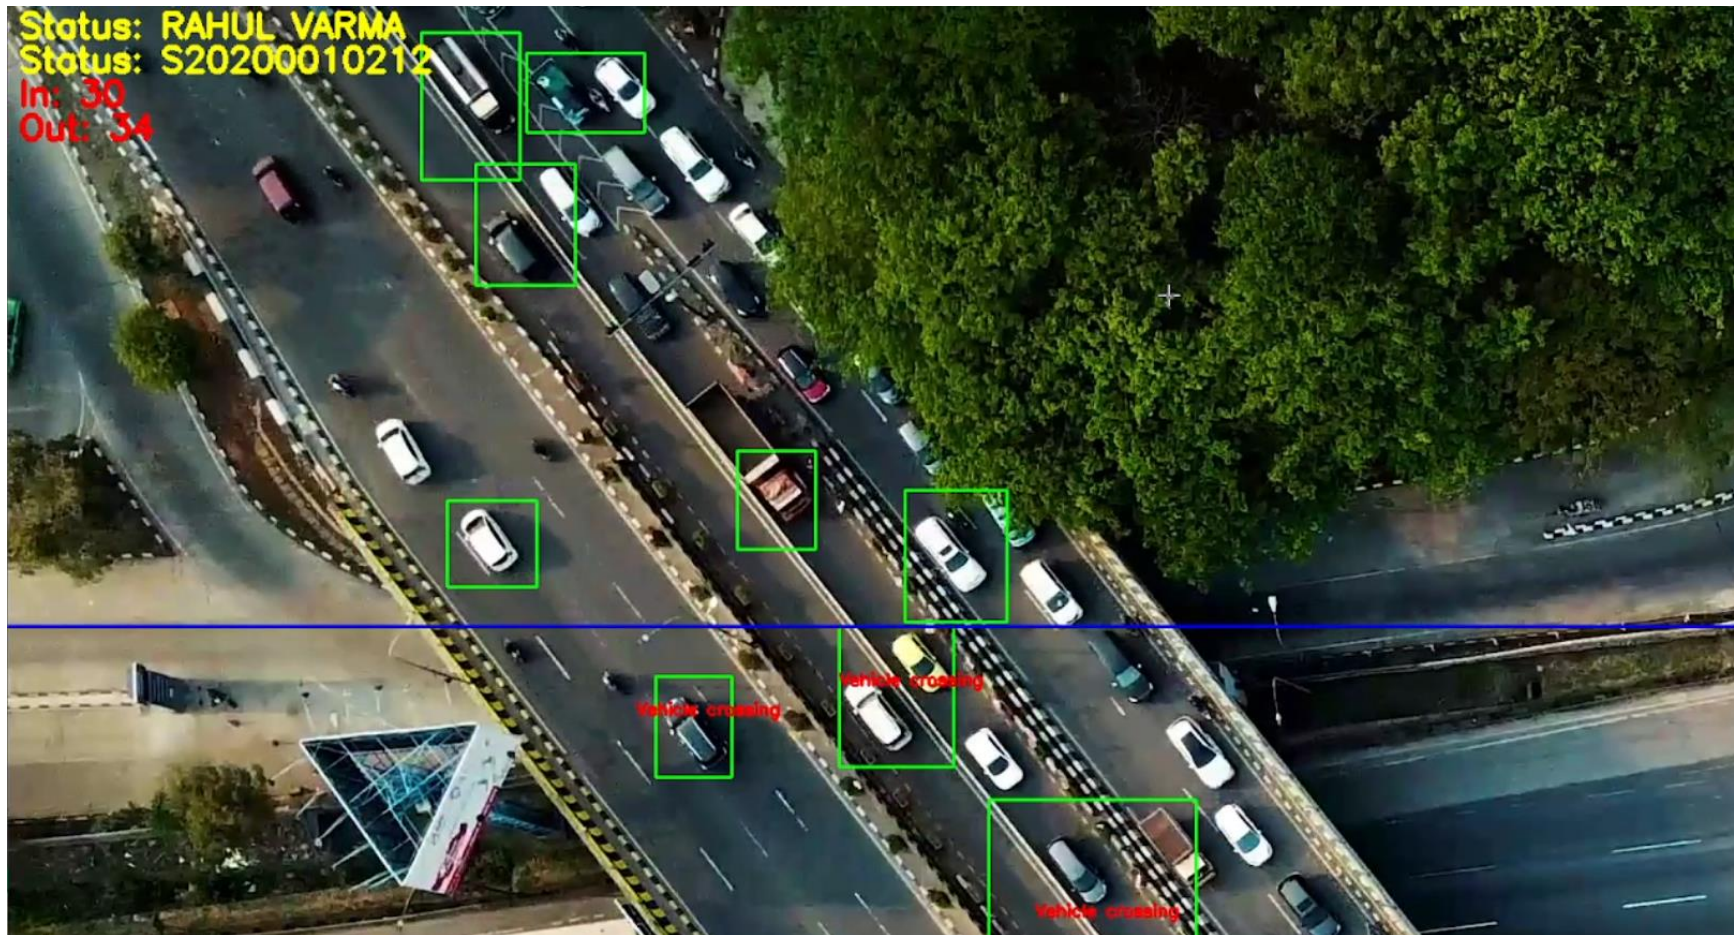 Status: RAHUL VARMA
Status: S20200010212
In: 30
Out: 34
Vehicle crossing
Vehicle crossing
Vehicle crossing